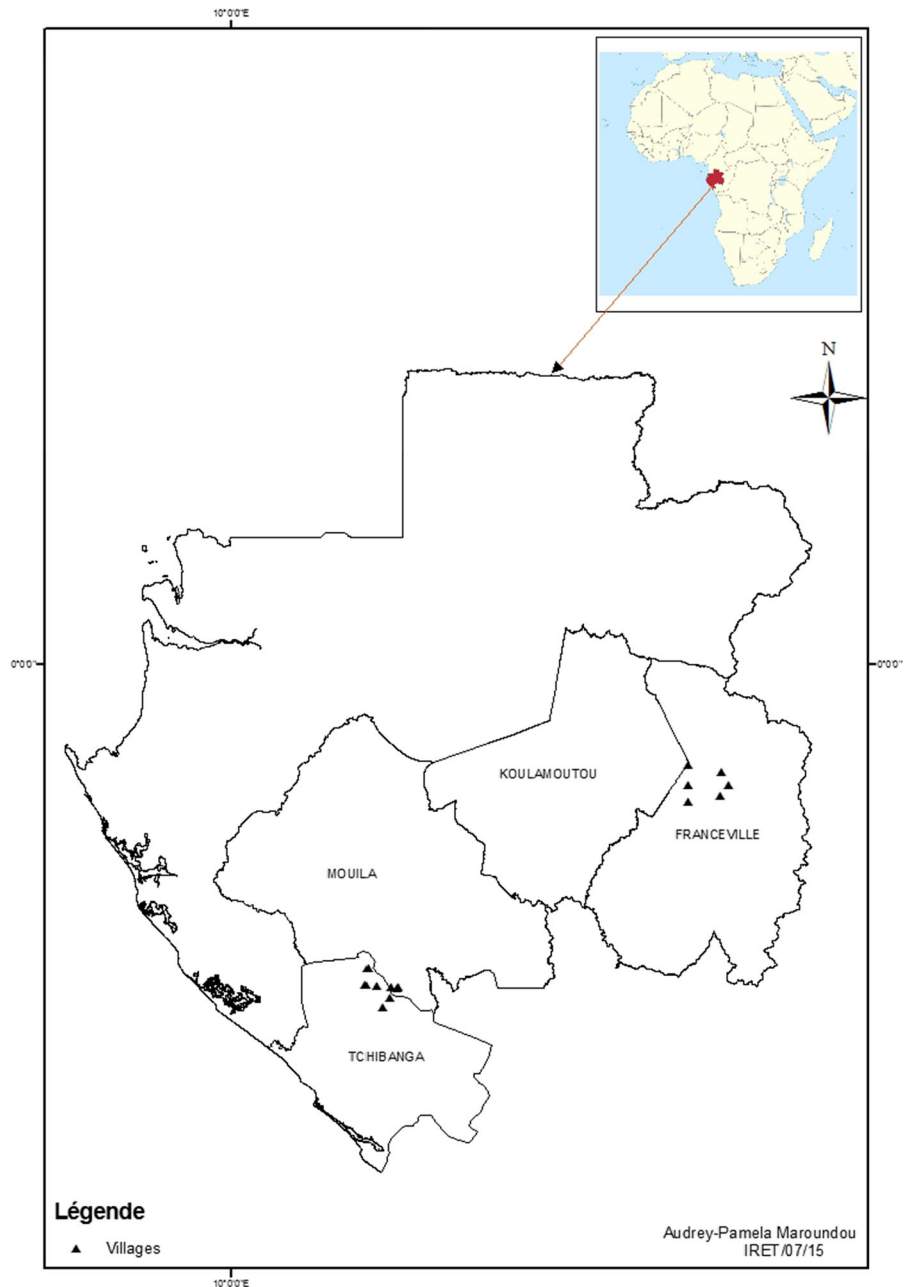 10°0'0"E
N
0°0'0"
0°0'0"
KOULAMOUTOU
FRANCEVILLE
MOUILA
TCHIBANGA
Légende
Villages
Audrey-Pamela Maroundou
IRET/07/15
10°0'0"E